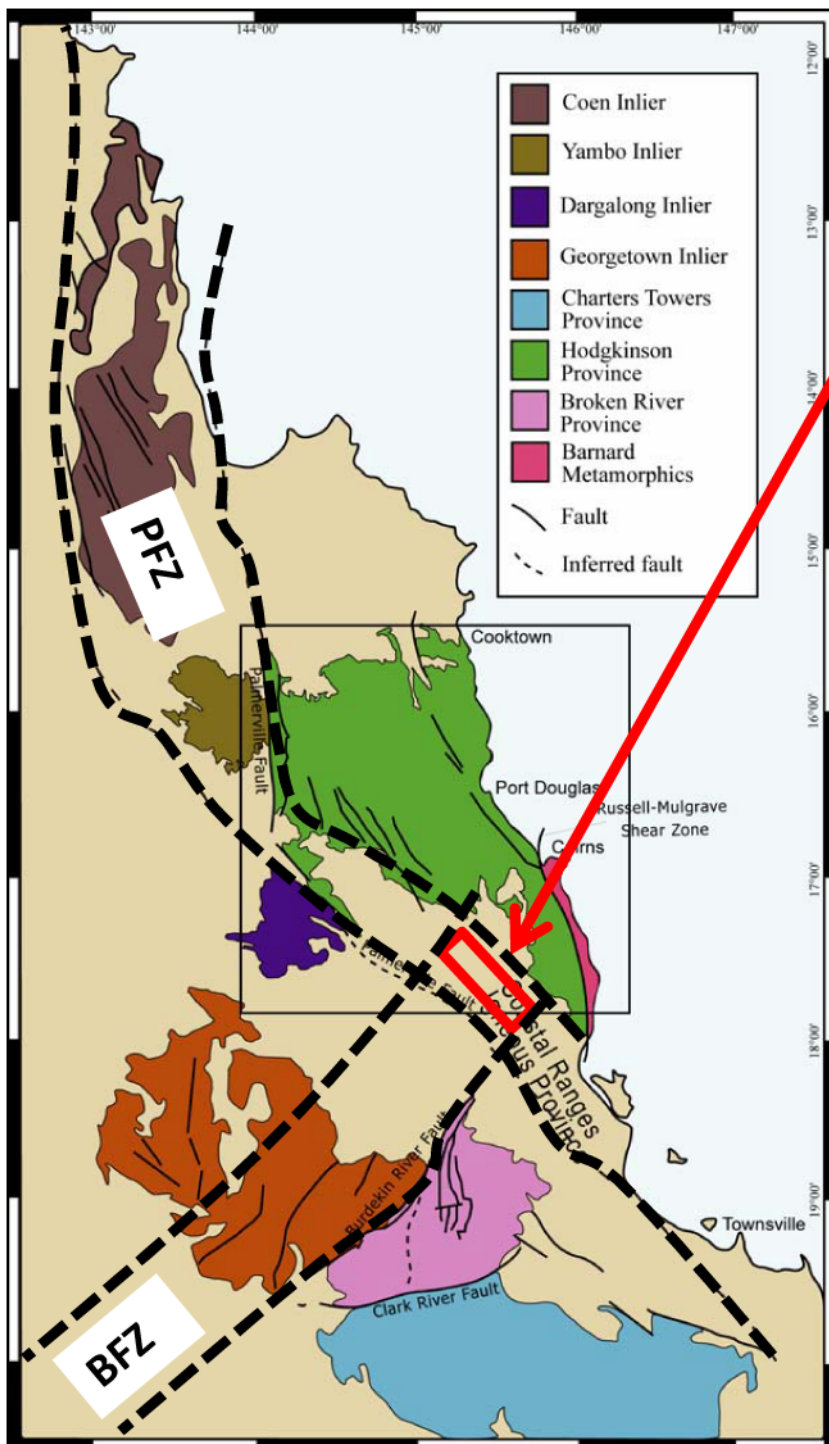 143°00'
144°00'
145°00'
146°00'
147°00'
12°00'
13°00'
14°00'
15°00'
16°00'
17°00'
18°00'
19°00'
Coen Inlier
Yambo Inlier
Dargalong Inlier
Georgetown Inlier
Charters Towers
Province
Hodgkinson
Province
Broken River
Province
Barnard
Metamorphics
Fault
Inferred fault
PFZ
Cooktown
Palmerville Fault
Port Douglas
Russell-Mulgrave
Shear Zone
Cairns
Fault
Coastal Ranges
Burdekin River Fault
Townsville
Clark River Fault
BFZ